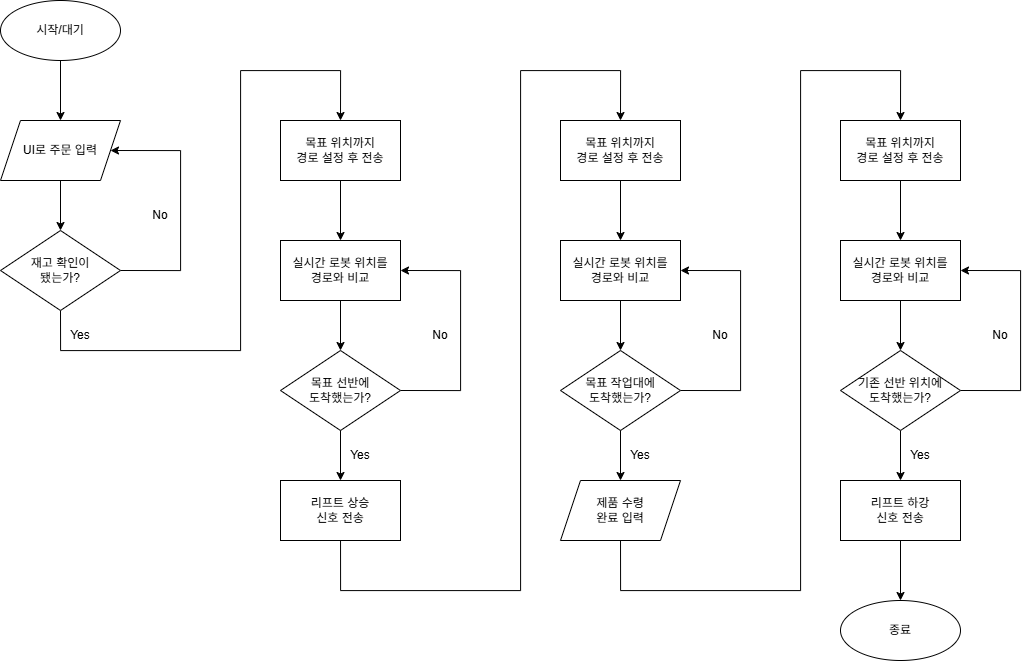 시작/대기
UI로 주문 입력
No
재고 확인이
됐는가?
Yes
목표 위치까지
경로 설정 후 전송
실시간 로봇 위치를
경로와 비교
No
목표 선반에
도착했는가?
Yes
리프트 상승
신호 전송
목표 위치까지
경로 설정 후 전송
실시간 로봇 위치를
경로와 비교
No
목표 작업대에
도착했는가?
Yes
제품 수령
완료 입력
목표 위치까지
경로 설정 후 전송
실시간 로봇 위치를
경로와 비교
No
기존 선반 위치에
도착했는가?
Yes
리프트 하강
신호 전송
종료